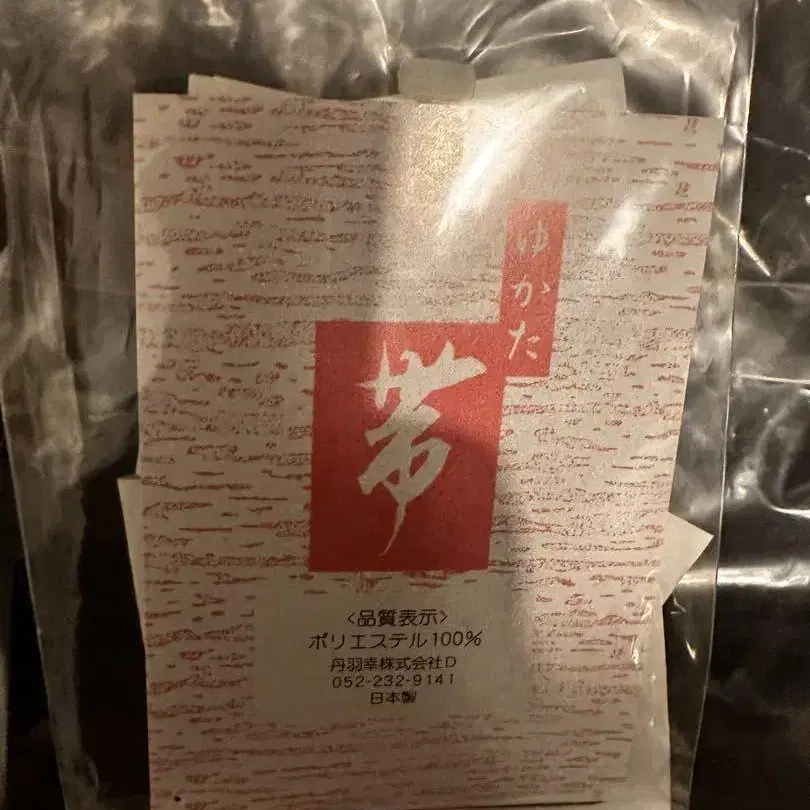 ゆかた
帯
<品質表示>
ポリエステル100%
丹羽幸株式会社D
052-232-9141
日本製